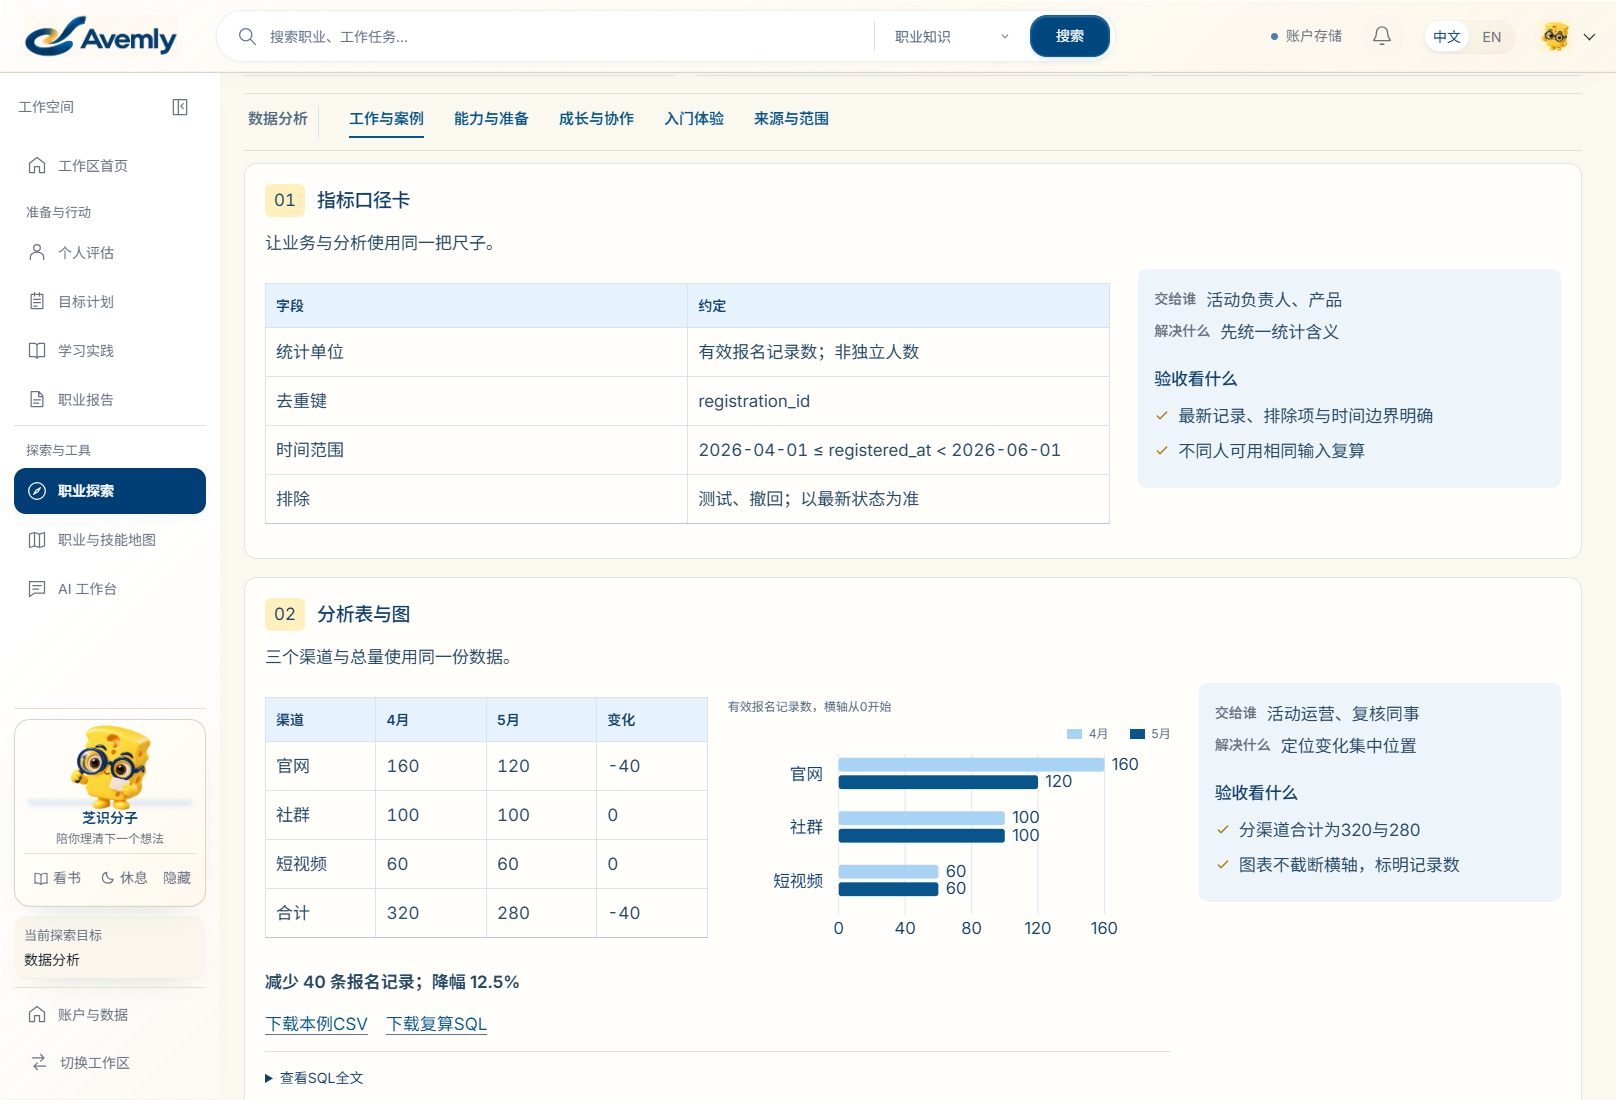 Avemly
搜索职业、工作任务...
职业知识
搜索
账户存储
中文
EN
工作空间
工作区首页
准备与行动
个人评估
目标计划
学习实践
职业报告
探索与工具
职业探索
职业与技能地图
AI 工作台
芝识分子
陪你理清下一个想法
看书
休息
隐藏
当前探索目标
数据分析
账户与数据
切换工作区
数据分析
工作与案例
能力与准备
成长与协作
入门体验
来源与范围
01 指标口径卡
让业务与分析使用同一把尺子。
字段 约定
统计单位 有效报名记录数；非独立人数
去重键 registration_id
时间范围 2026-04-01 ≤ registered_at < 2026-06-01
排除 测试、撤回；以最新状态为准
交给谁 活动负责人、产品
解决什么 先统一统计含义
验收看什么
最新记录、排除项与时间边界明确
不同人可用相同输入复算
02 分析表与图
三个渠道与总量使用同一份数据。
渠道 4月 5月 变化
官网 160 120 -40
社群 100 100 0
短视频 60 60 0
合计 320 280 -40
有效报名记录数，横轴从0开始
4月 5月
官网 160
120
社群 100
100
短视频 60
60
0 40 80 120 160
交给谁 活动运营、复核同事
解决什么 定位变化集中位置
验收看什么
分渠道合计为320与280
图表不截断横轴，标明记录数
减少 40 条报名记录；降幅 12.5%
下载本例CSV 下载复算SQL
查看SQL全文